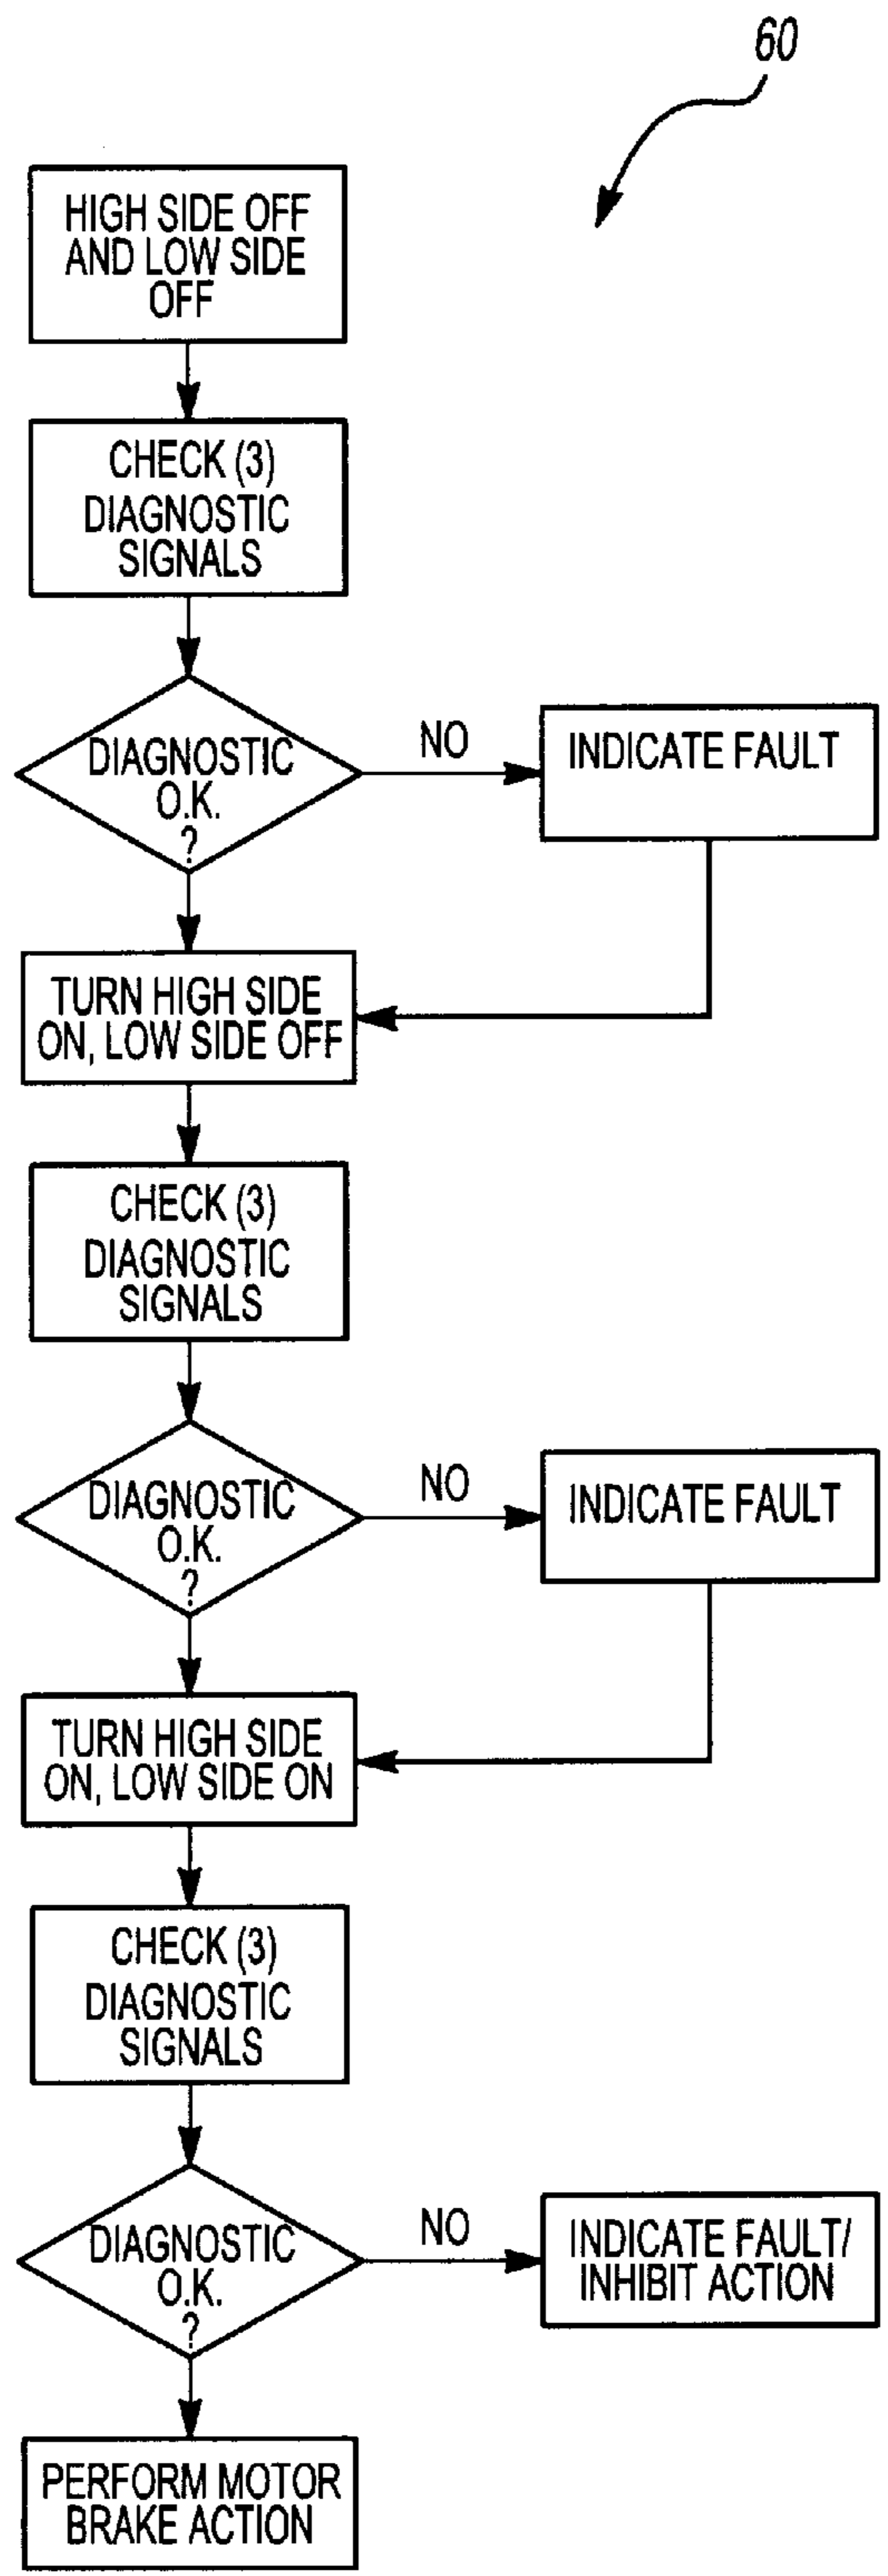 60
HIGH SIDE OFF
AND LOW SIDE
OFF
CHECK (3)
DIAGNOSTIC
SIGNALS
DIAGNOSTIC
O.K.
?
NO
INDICATE FAULT
TURN HIGH SIDE
ON, LOW SIDE OFF
CHECK (3)
DIAGNOSTIC
SIGNALS
DIAGNOSTIC
O.K.
?
NO
INDICATE FAULT
TURN HIGH SIDE
ON, LOW SIDE ON
CHECK (3)
DIAGNOSTIC
SIGNALS
DIAGNOSTIC
O.K.
?
NO
INDICATE FAULT/
INHIBIT ACTION
PERFORM MOTOR
BRAKE ACTION